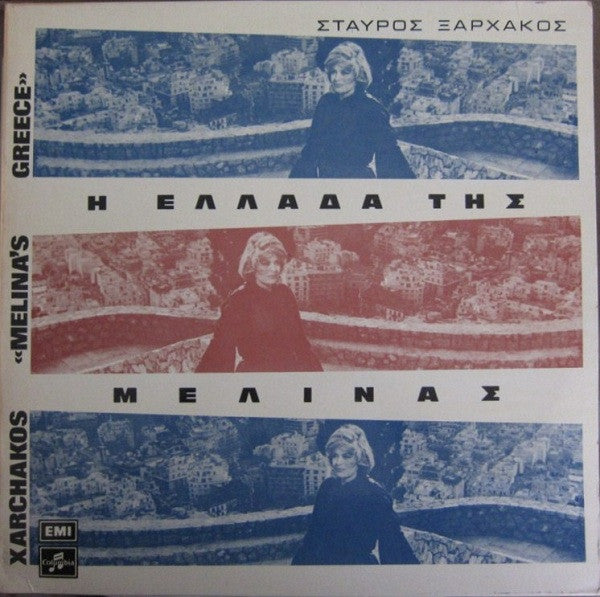 ΣΤΑΥΡΟΣ ΞΑΡΧΑΚΟΣ
Η ΕΛΛΑΔΑ ΤΗΣ
ΜΕΛΙΝΑΣ
XARCHAKOS «MELINA'S GREECE»
EMI
Columbia